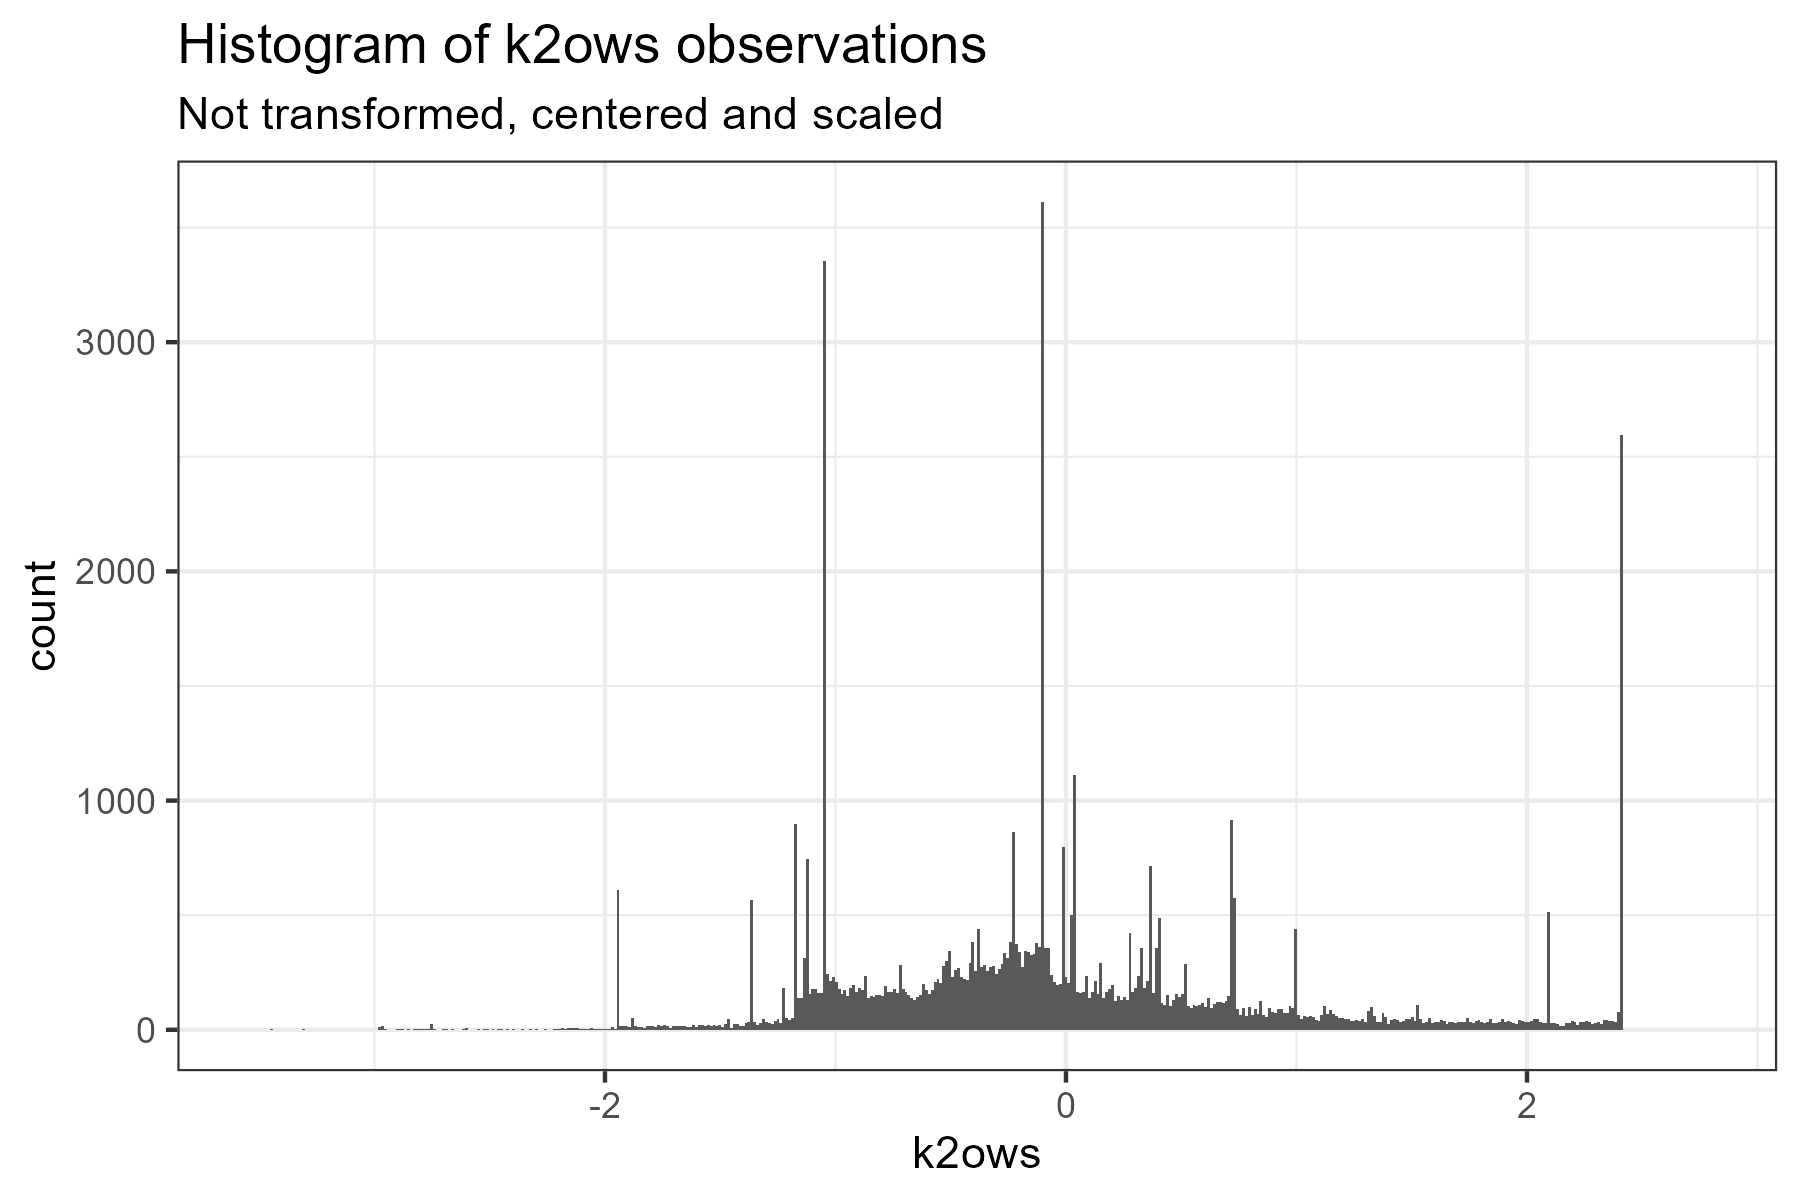 Histogram of k2ows observations
Not transformed, centered and scaled
3000
2000
1000
0
count
-2
0
2
k2ows